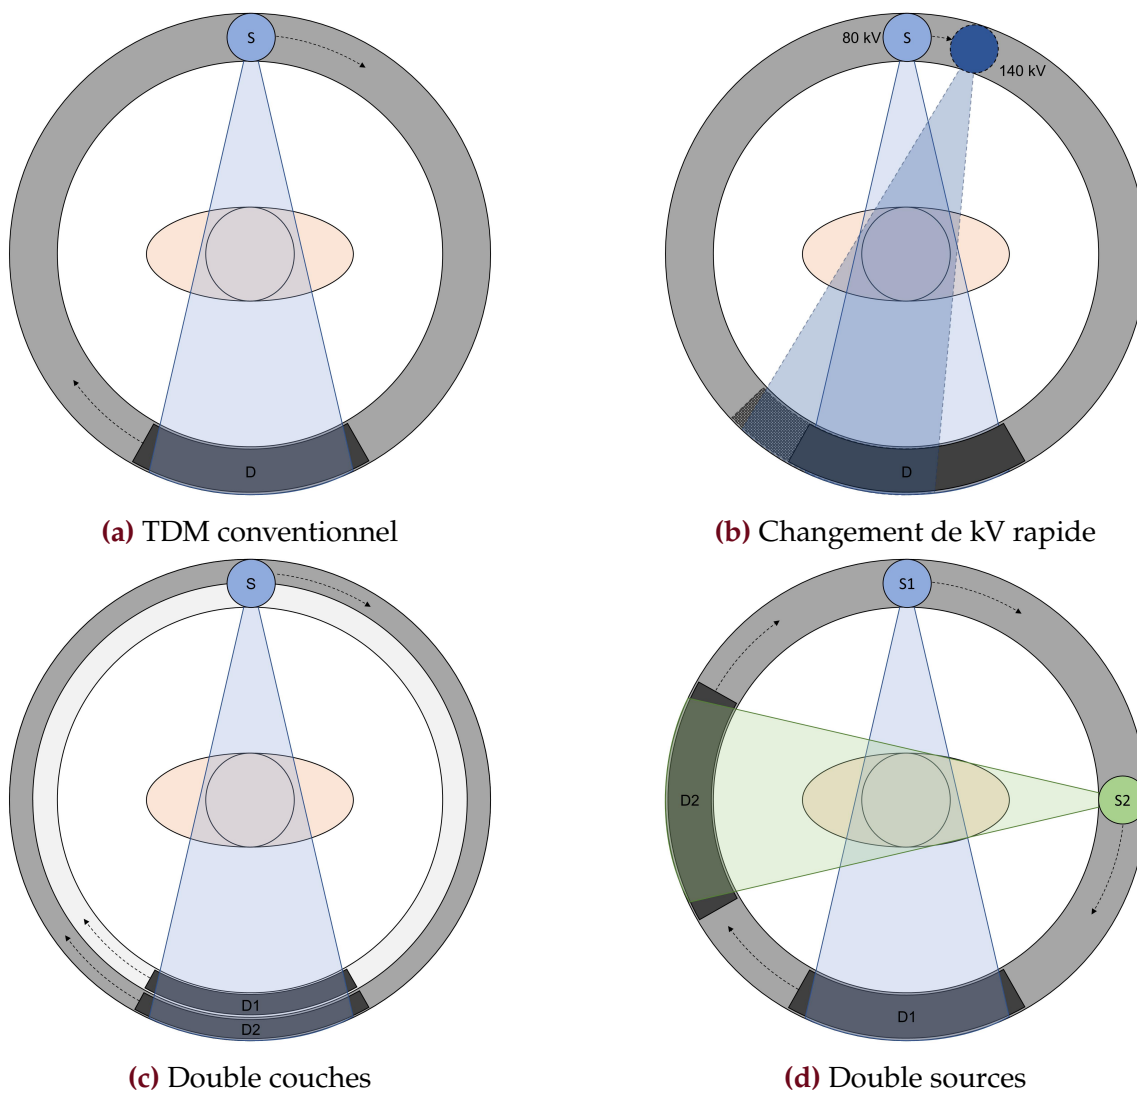 S
80 kV
S
140 kV
D
D
(a) TDM conventionnel
(b) Changement de kV rapide
S
D1
D2
S1
D2
S2
D1
(c) Double couches
(d) Double sources